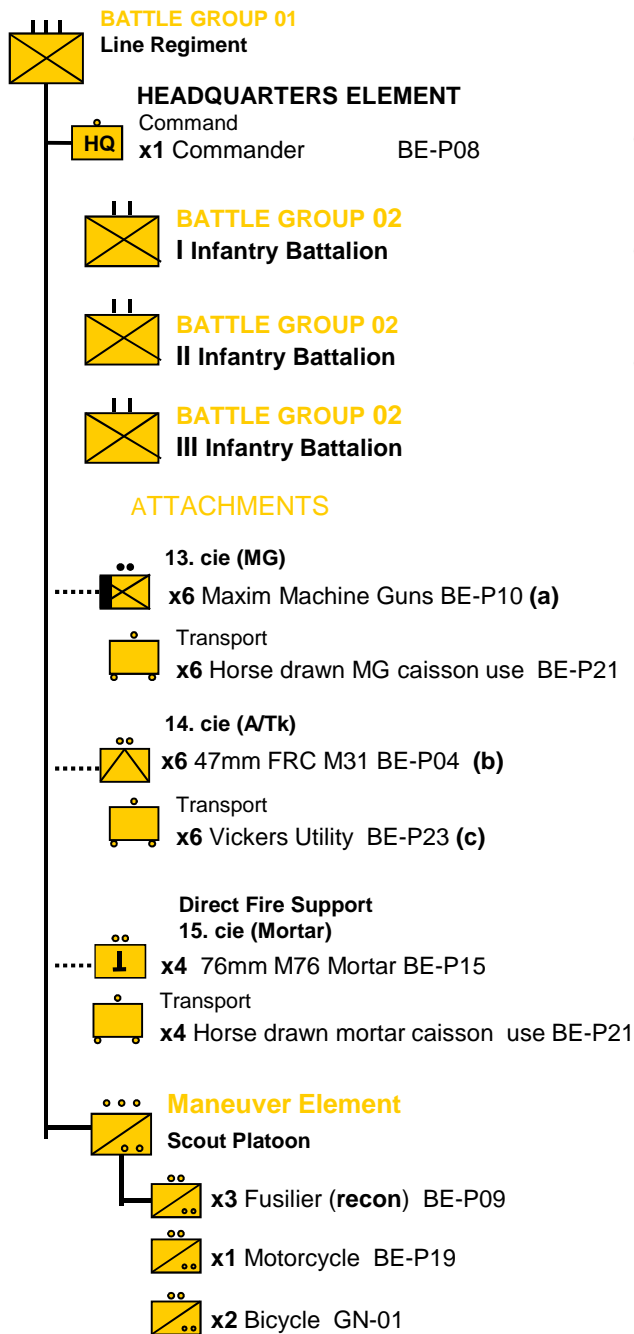 BATTLE GROUP 01
Line Regiment
HEADQUARTERS ELEMENT
Command
HQ
x1 Commander BE-P08
BATTLE GROUP 02
I Infantry Battalion
BATTLE GROUP 02
II Infantry Battalion
BATTLE GROUP 02
III Infantry Battalion
ATTACHMENTS
13. cie (MG)
x6 Maxim Machine Guns BE-P10 (a)
Transport
x6 Horse drawn MG caisson use BE-P21
14. cie (A/Tk)
x6 47mm FRC M31 BE-P04 (b)
Transport
x6 Vickers Utility BE-P23 (c)
Direct Fire Support
15. cie (Mortar)
x4 76mm M76 Mortar BE-P15
Transport
x4 Horse drawn mortar caisson use BE-P21
Maneuver Element
Scout Platoon
x3 Fusilier (recon) BE-P09
x1 Motorcycle BE-P19
x2 Bicycle GN-01